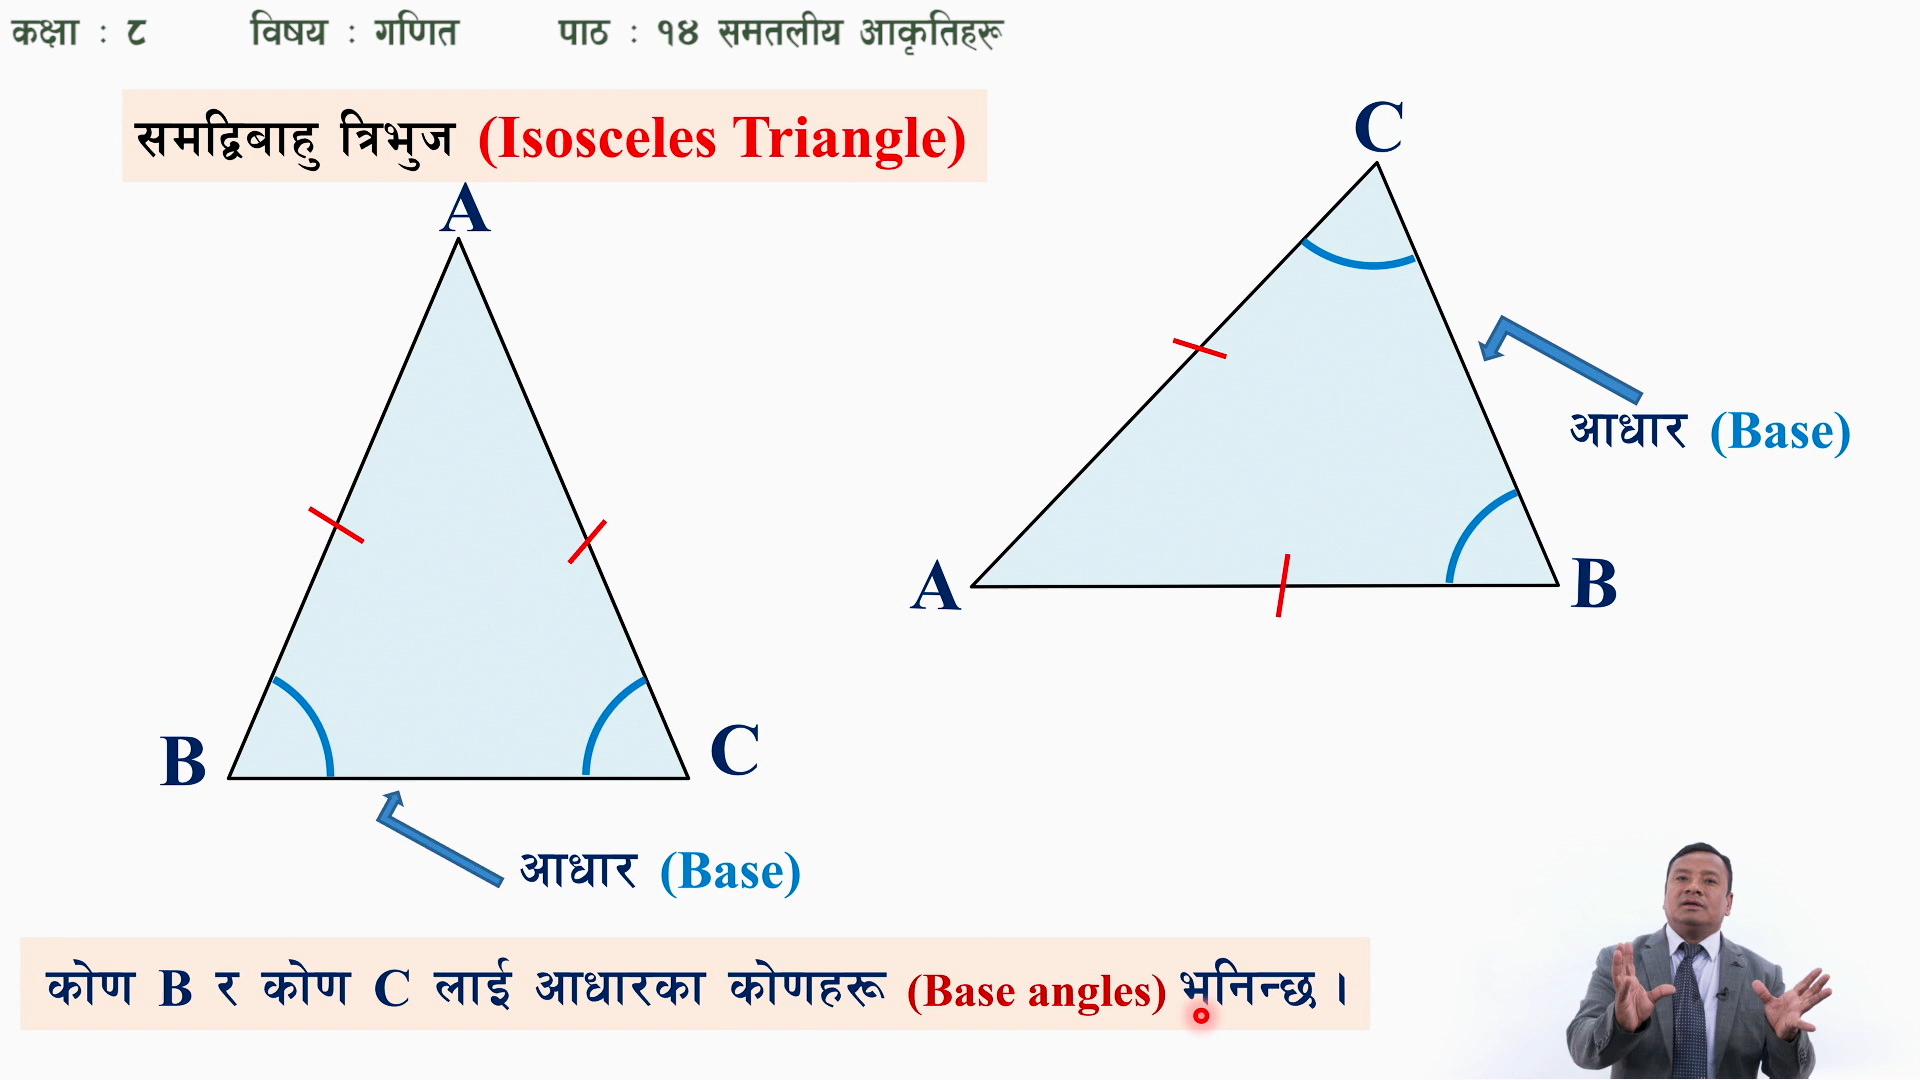 कक्षा : ८ विषय : गणित पाठ : १४ समतलीय आकृतिहरू
समद्विबाहु त्रिभुज (Isosceles Triangle)
A
B
C
आधार (Base)
C
A
B
आधार (Base)
कोण B र कोण C लाई आधारका कोणहरू (Base angles) भनिन्छ ।